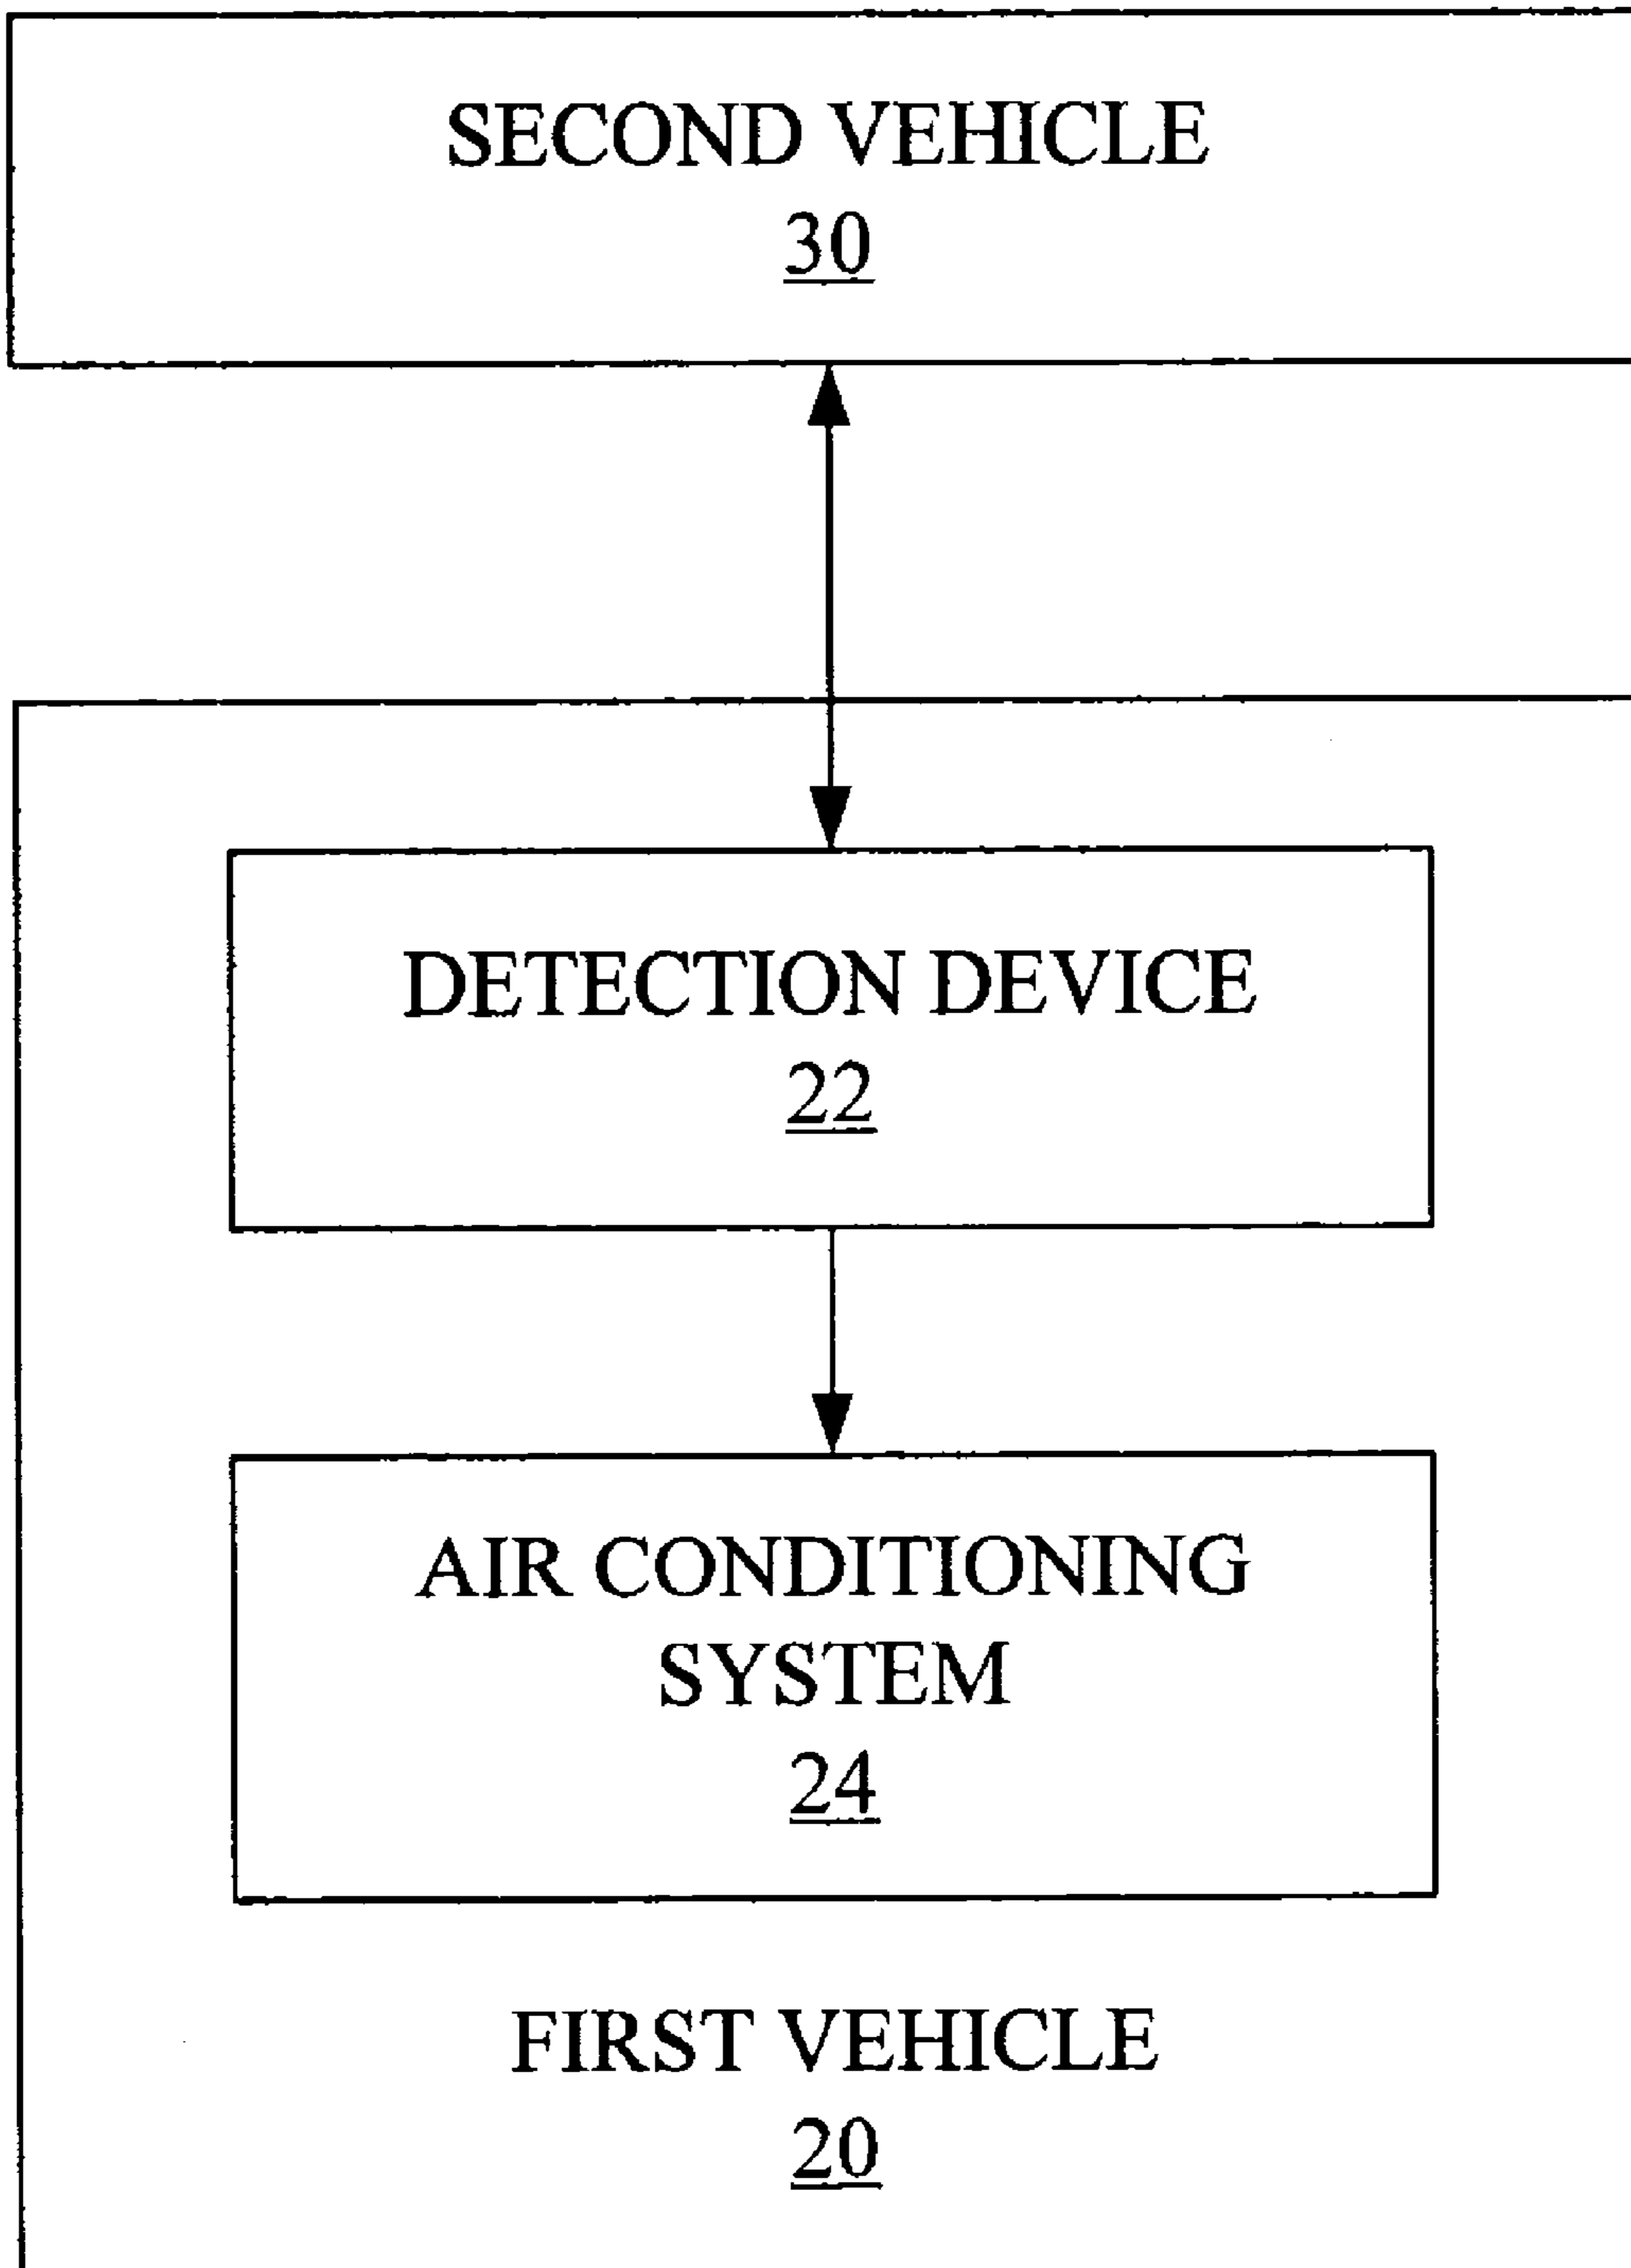 SECOND VEHICLE
30
DETECTION DEVICE
22
AIR CONDITIONING
SYSTEM
24
FIRST VEHICLE
20